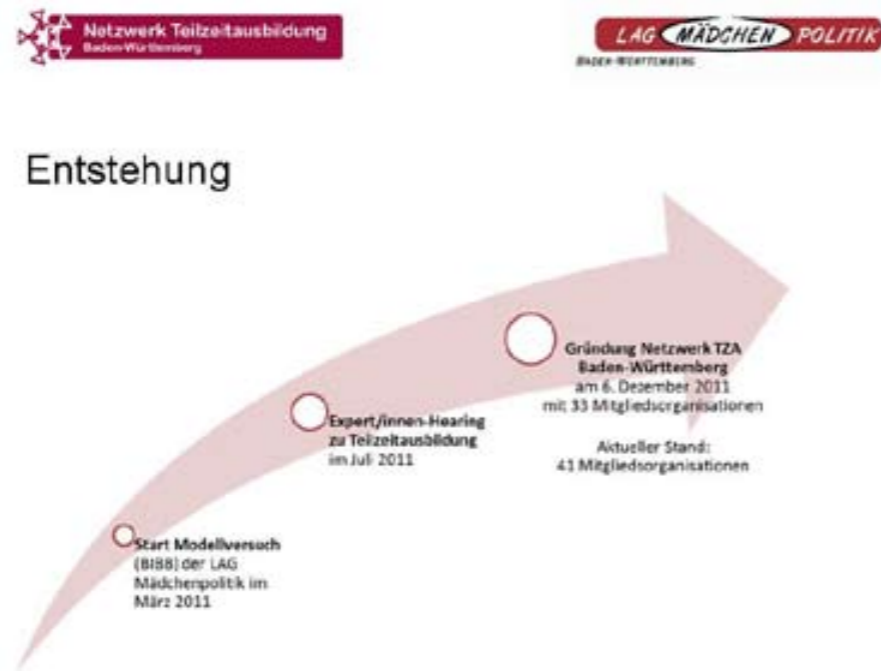 Netzwerk Teilzeitausbildung
Baden-Württemberg
LAG MÄDCHEN POLITIK
BADEN-WÜRTTEMBERG
Entstehung
Gründung Netzwerk TZA
Baden-Württemberg
am 6. Dezember 2011
mit 33 Mitgliedsorganisationen
Aktueller Stand:
41 Mitgliedsorganisationen
Expert/innen-Hearing
zu Teilzeitausbildung
im Juli 2011
Start Modellversuch
(BIBB) der LAG
Mädchenpolitik im
März 2011